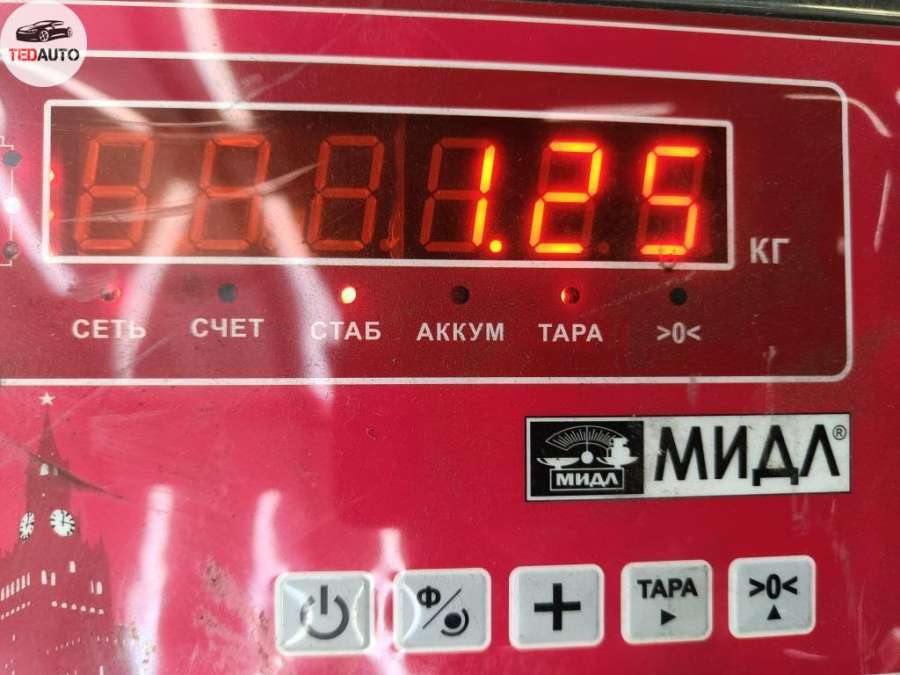 TEDAUTO
1.25
КГ
СЕТЬ СЧЕТ СТАБ АККУМ ТАРА >0<
МИДЛ МИДЛ®
Ф ТАРА >0<